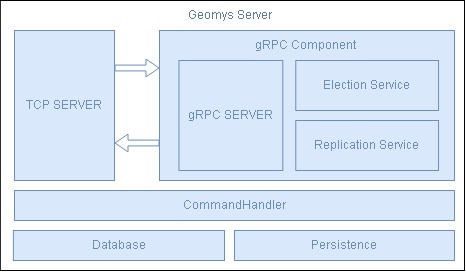 Geomys Server
gRPC Component
TCP SERVER
gRPC SERVER
Election Service
Replication Service
CommandHandler
Database
Persistence